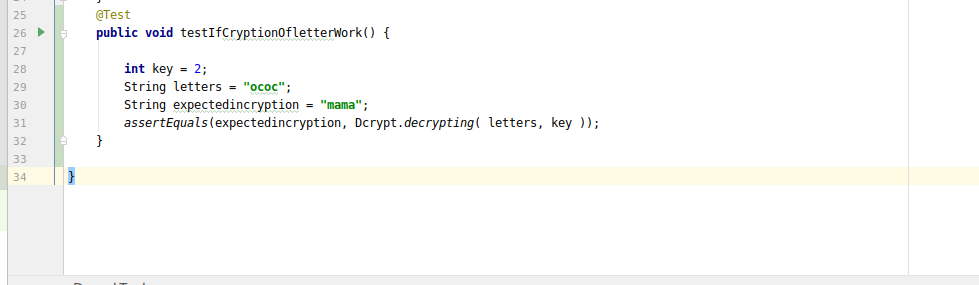 25 @Test
26 public void testIfCryptionOfletterWork() {
27
28 int key = 2;
29 String letters = "ococ";
30 String expectedincryption = "mama";
31 assertEquals(expectedincryption, Dcrypt.decrypting( letters, key ));
32 }
33
34 }